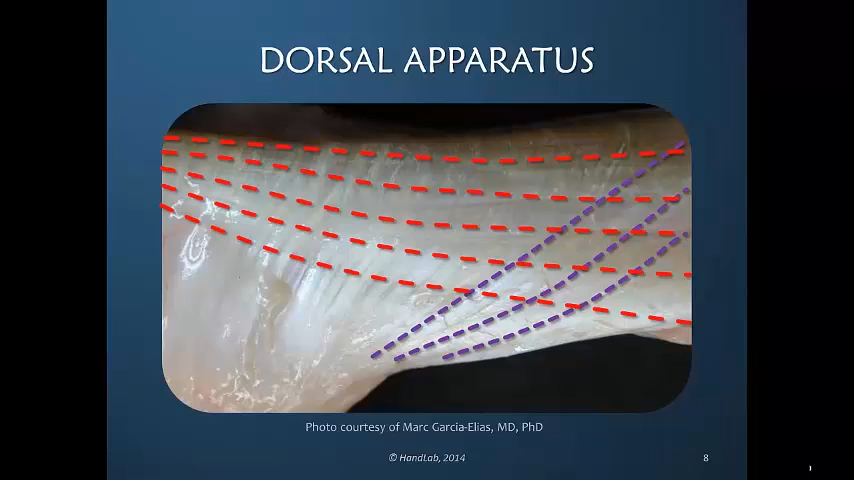 DORSAL APPARATUS
Photo courtesy of Marc Garcia-Elias, MD, PhD
© HandLab, 2014
8